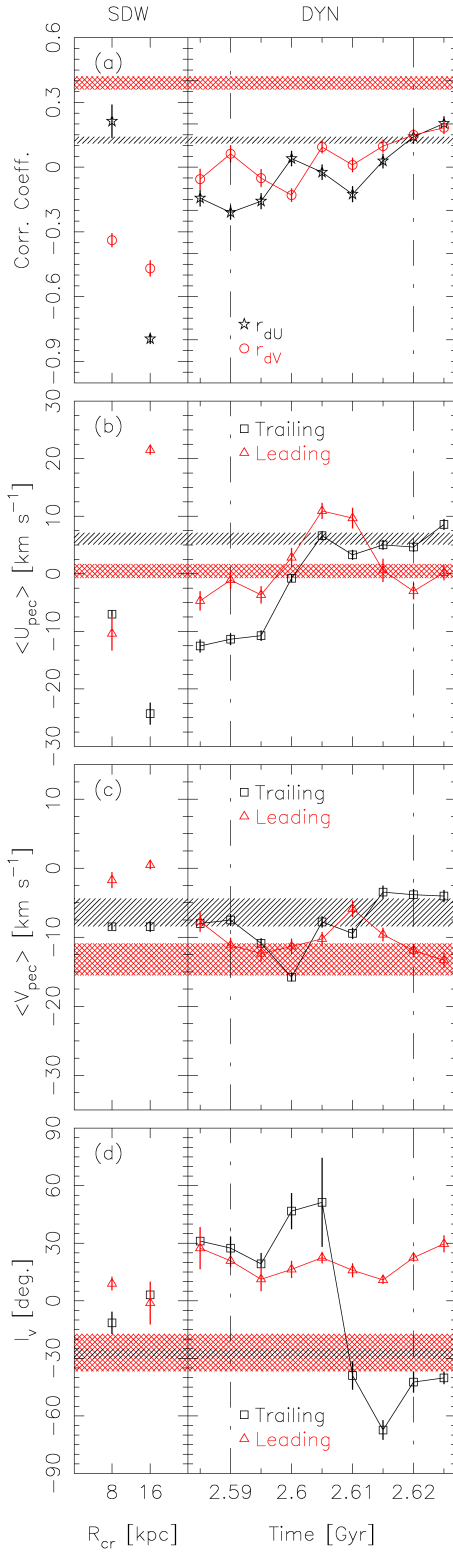 SDW DYN
(a)
0.6
0.3
0
−0.3
−0.6
−0.9
Corr. Coeff.
r_dU
r_dV
(b)
30
20
10
0
−10
−20
−30
<U_pec> [km s⁻¹]
Trailing
Leading
(c)
10
0
−10
−20
<V_pec> [km s⁻¹]
Trailing
Leading
(d)
90
60
30
0
−30
−60
−90
l_v [deg.]
Trailing
Leading
8 16 2.59 2.6 2.61 2.62
R_cr [kpc] Time [Gyr]